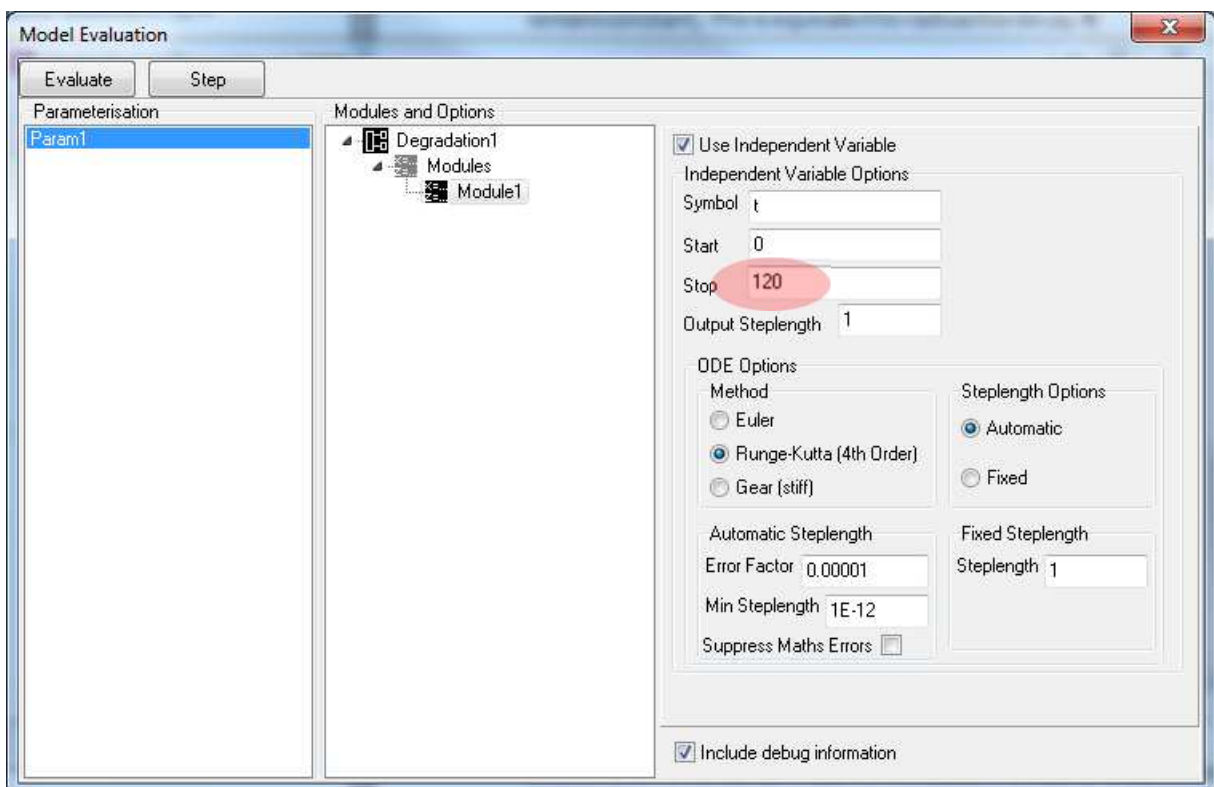 Model Evaluation
Evaluate Step
Parameterisation
Param1
Modules and Options
Degradation1
Modules
Module1
Use Independent Variable
Independent Variable Options
Symbol t
Start 0
Stop 120
Output Steplength 1
ODE Options
Method
Euler
Runge-Kutta (4th Order)
Gear (stiff)
Steplength Options
Automatic
Fixed
Automatic Steplength
Error Factor 0.00001
Min Steplength 1E-12
Suppress Maths Errors
Fixed Steplength
Steplength 1
Include debug information